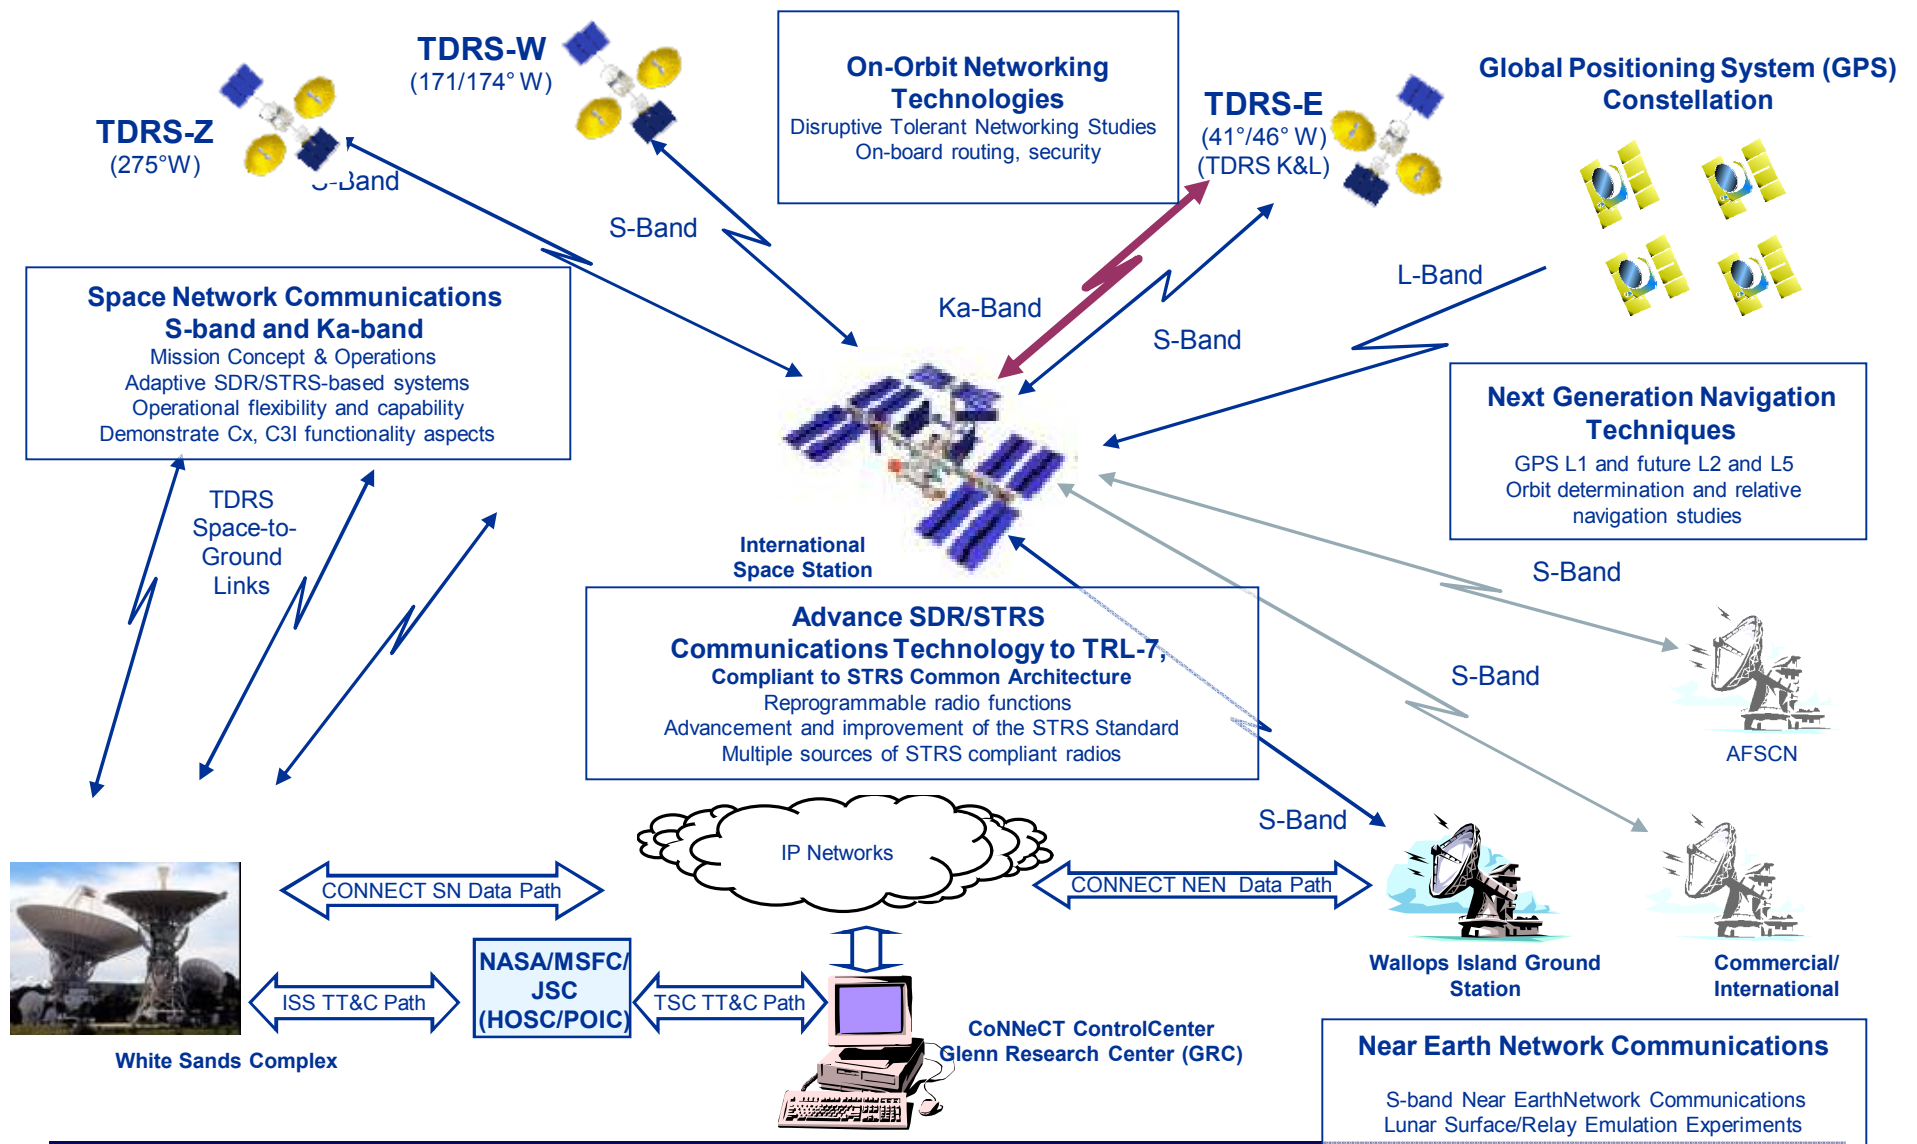 TDRS-W
(171/174° W)
TDRS-Z
(275°W)
S-Band
S-Band
On-Orbit Networking
Technologies
Disruptive Tolerant Networking Studies
On-board routing, security
TDRS-E
(41°/46° W)
(TDRS K&L)
Global Positioning System (GPS)
Constellation
Ka-Band
S-Band
L-Band
Space Network Communications
S-band and Ka-band
Mission Concept & Operations
Adaptive SDR/STRS-based systems
Operational flexibility and capability
Demonstrate Cx, C3I functionality aspects
Next Generation Navigation
Techniques
GPS L1 and future L2 and L5
Orbit determination and relative
navigation studies
TDRS
Space-to-
Ground
Links
International
Space Station
S-Band
S-Band
AFSCN
Advance SDR/STRS
Communications Technology to TRL-7,
Compliant to STRS Common Architecture
Reprogrammable radio functions
Advancement and improvement of the STRS Standard
Multiple sources of STRS compliant radios
S-Band
IP Networks
CONNECT SN Data Path
CONNECT NEN Data Path
NASA/MSFC/
JSC
(HOSC/POIC)
ISS TT&C Path
TSC TT&C Path
White Sands Complex
CoNNeCT ControlCenter
Glenn Research Center (GRC)
Wallops Island Ground
Station
Commercial/
International
Near Earth Network Communications
S-band Near EarthNetwork Communications
Lunar Surface/Relay Emulation Experiments